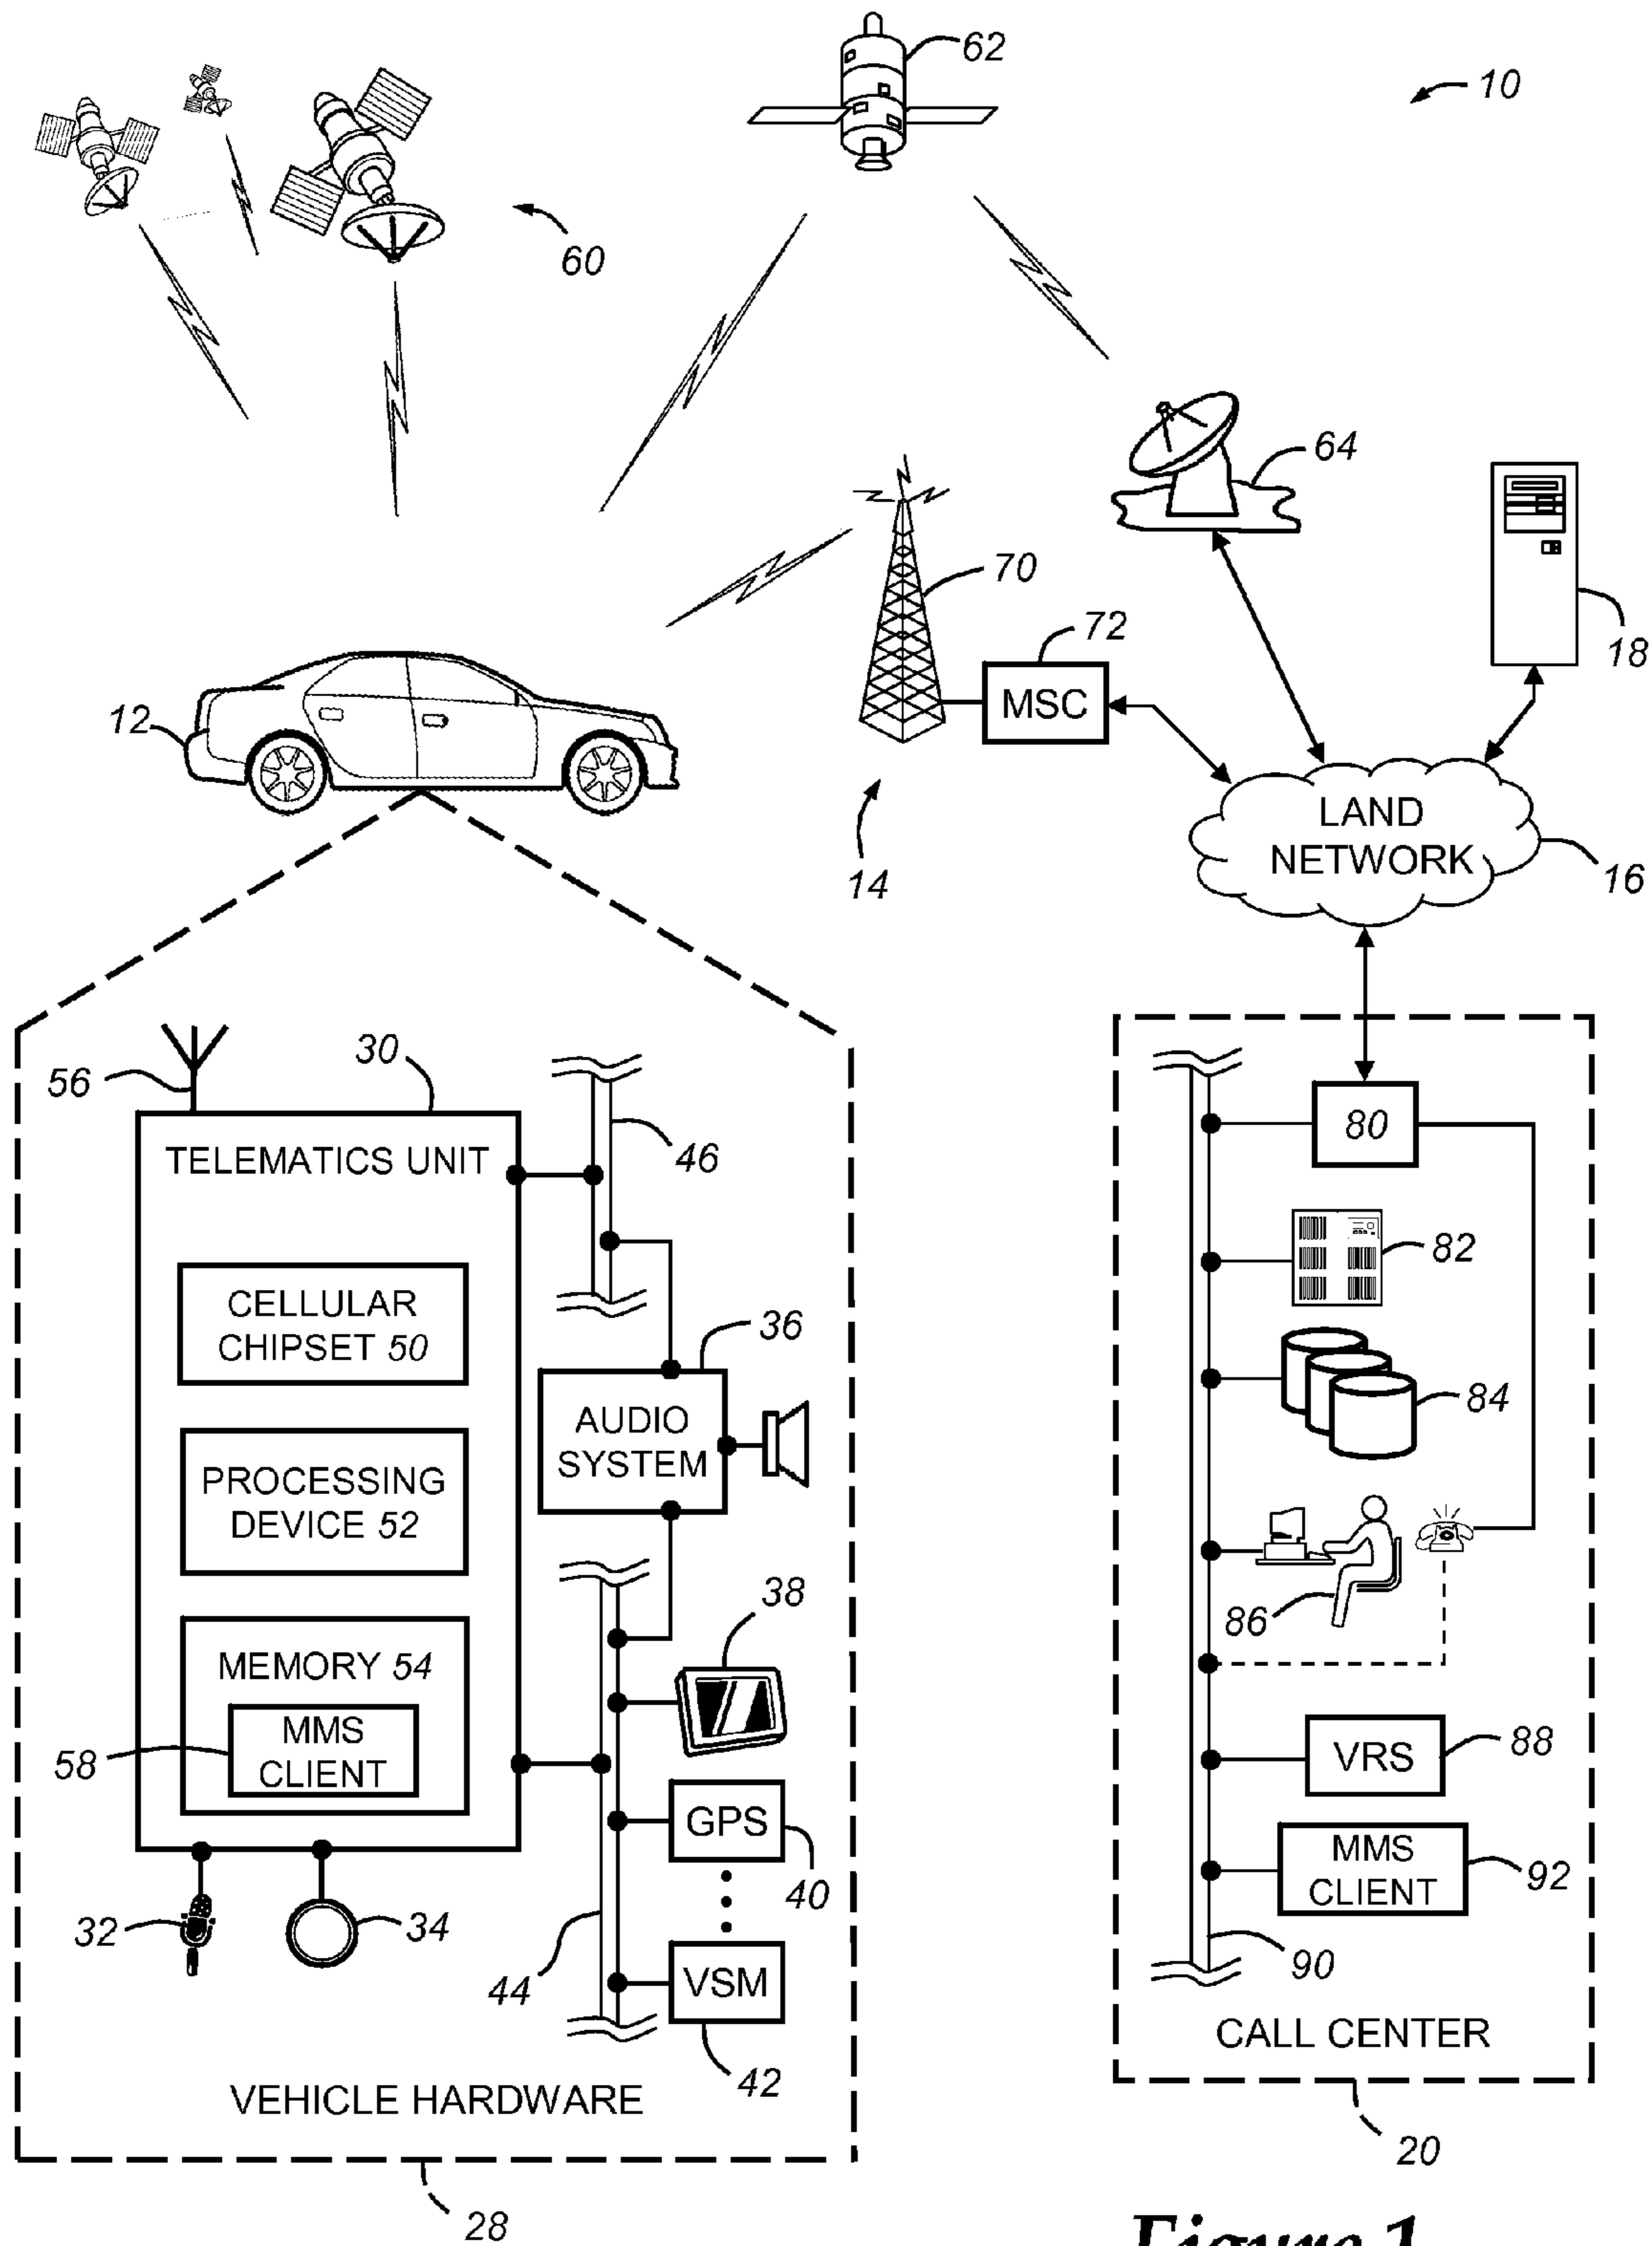 62
10
60
64
70
72
18
MSC
12
LAND
NETWORK
16
14
30
56
TELEMATICS UNIT
46
80
82
CELLULAR
CHIPSET 50
36
84
AUDIO
SYSTEM
PROCESSING
DEVICE 52
38
86
MEMORY 54
MMS
CLIENT
58
VRS
88
GPS
40
MMS
CLIENT
92
32
34
44
90
VSM
42
CALL CENTER
VEHICLE HARDWARE
20
28
Figure 1